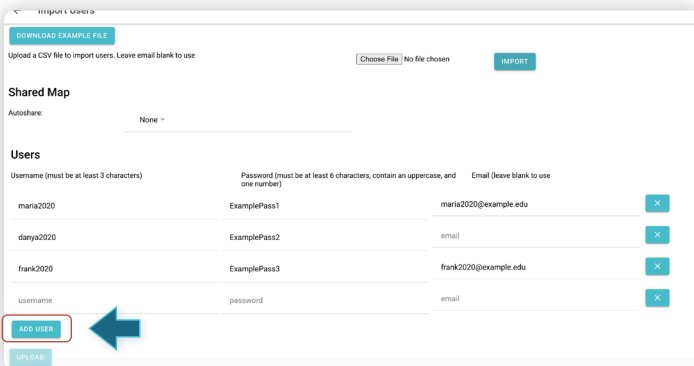 Import Users
DOWNLOAD EXAMPLE FILE
Upload a CSV file to import users. Leave email blank to use
Choose File No file chosen
IMPORT
Shared Map
Autoshare:
None
Users
Username (must be at least 3 characters)
Password (must be at least 6 characters, contain an uppercase, and
one number)
Email (leave blank to use
maria2020 ExamplePass1 maria2020@example.edu
danya2020 ExamplePass2 email
frank2020 ExamplePass3 frank2020@example.edu
username password email
ADD USER
UPLOAD